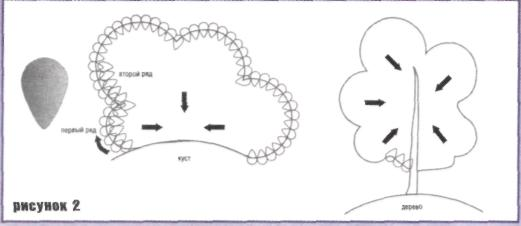 второй ряд
первый ряд
куст
дерево
рисунок 2